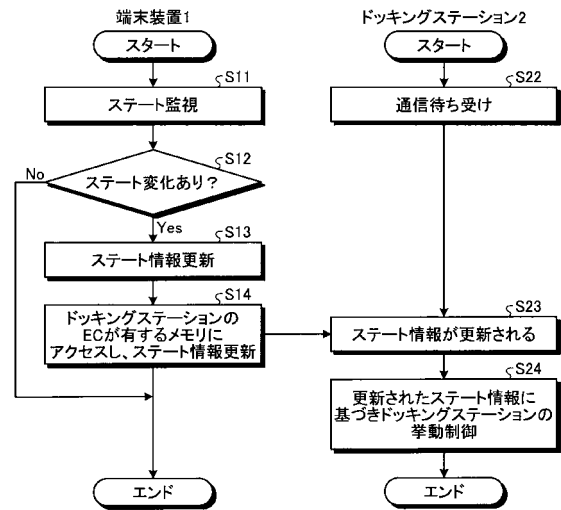 端末装置1
スタート
S11
ステート監視
S12
No
ステート変化あり?
Yes
S13
ステート情報更新
S14
ドッキングステーションの
ECが有するメモリに
アクセスし、ステート情報更新
エンド
ドッキングステーション2
スタート
S22
通信待ち受け
S23
ステート情報が更新される
S24
更新されたステート情報に
基づきドッキングステーションの
挙動制御
エンド